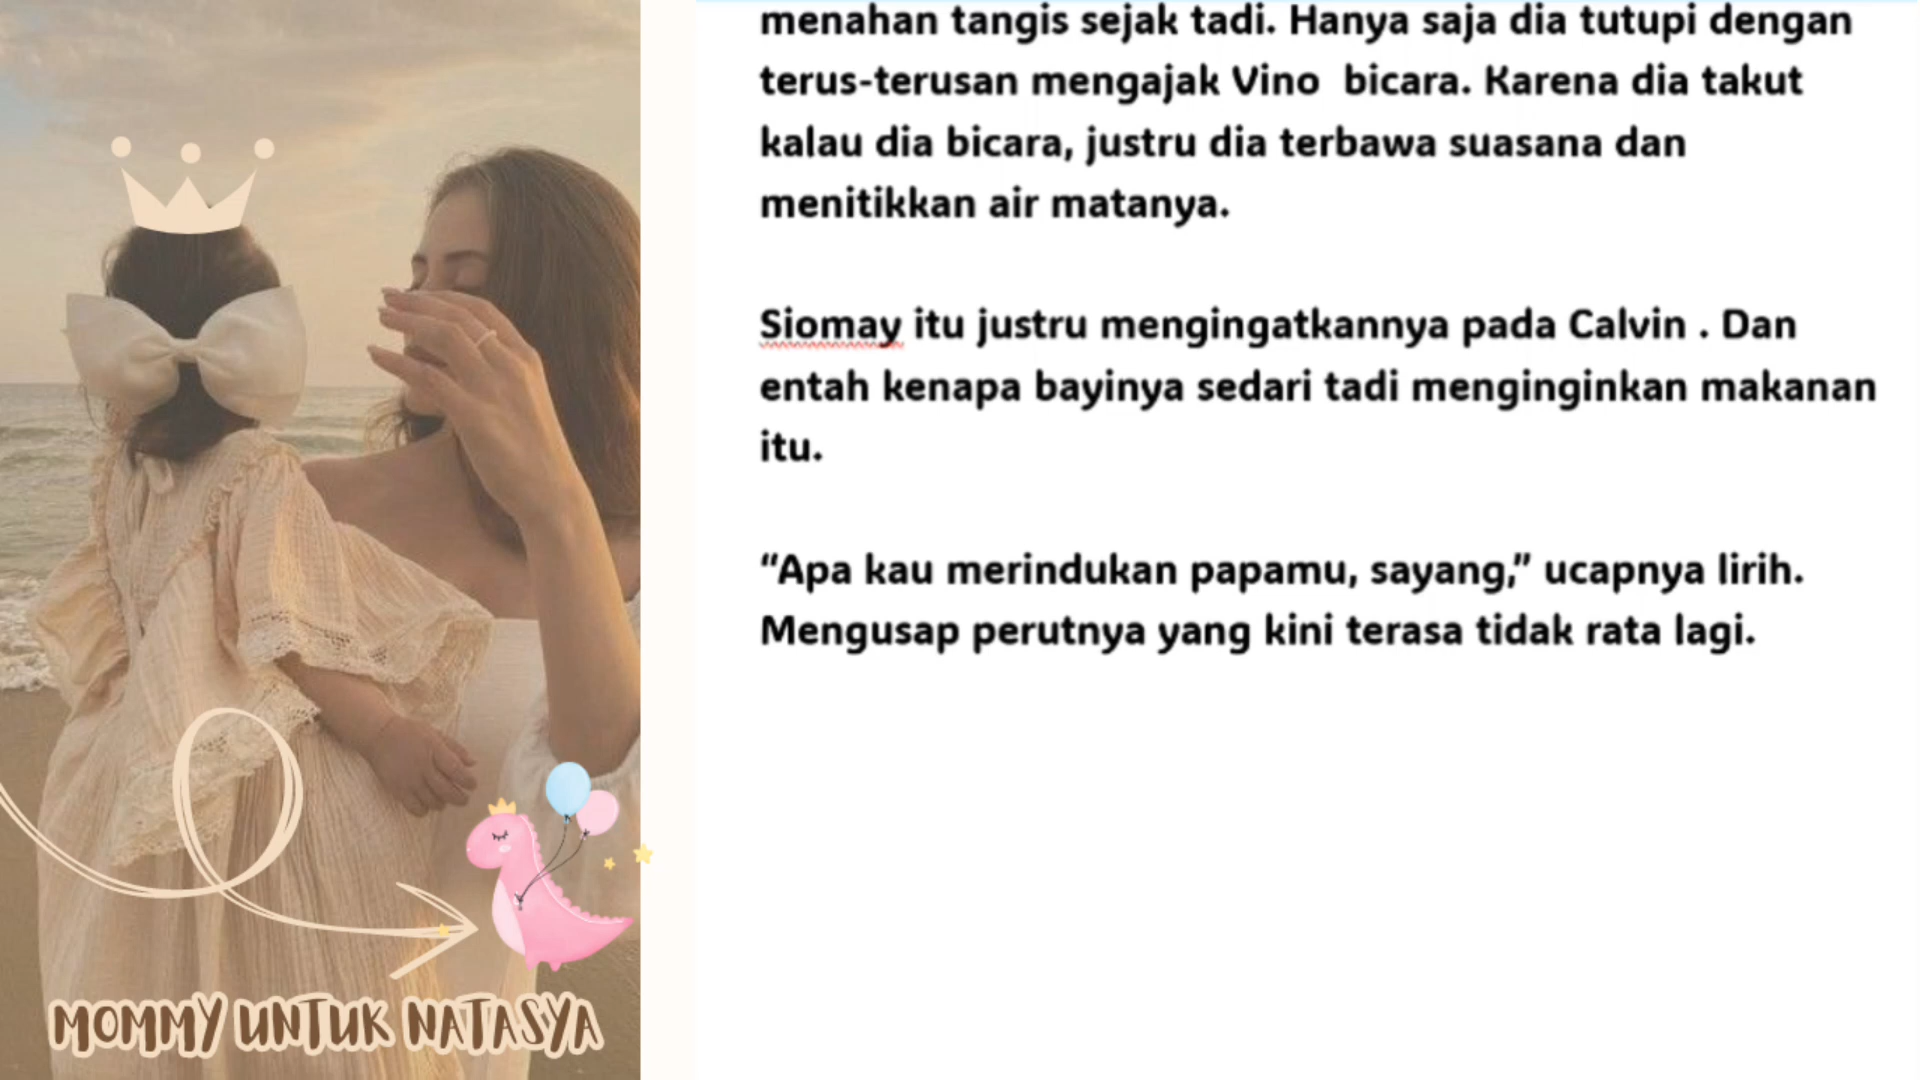 menahan tangis sejak tadi. Hanya saja dia tutupi dengan
terus-terusan mengajak Vino  bicara. Karena dia takut
kalau dia bicara, justru dia terbawa suasana dan
menitikkan air matanya.
Siomay itu justru mengingatkannya pada Calvin . Dan
entah kenapa bayinya sedari tadi menginginkan makanan
itu.
“Apa kau merindukan papamu, sayang,” ucapnya lirih.
Mengusap perutnya yang kini terasa tidak rata lagi.
MOMMY UNTUK NATASYA